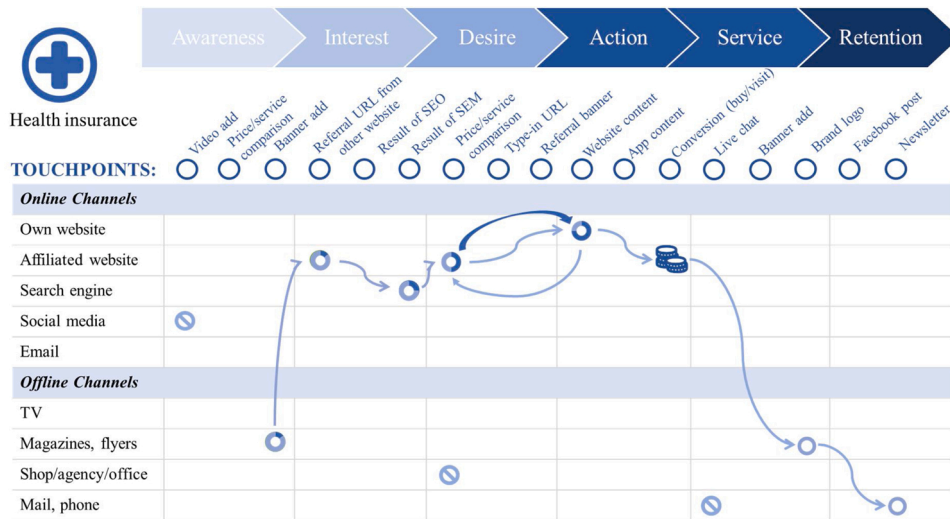 Awareness
Interest
Desire
Action
Service
Retention
Health insurance
TOUCHPOINTS:
Video add
Price/service
comparison
Banner add
Referral URL from
other website
Result of SEO
Result of SEM
Price/service
comparison
Type-in URL
Referral banner
Website content
App content
Conversion (buy/visit)
Live chat
Banner add
Brand logo
Facebook post
Newsletter
Online Channels
Own website
Affiliated website
Search engine
Social media
Email
Offline Channels
TV
Magazines, flyers
Shop/agency/office
Mail, phone